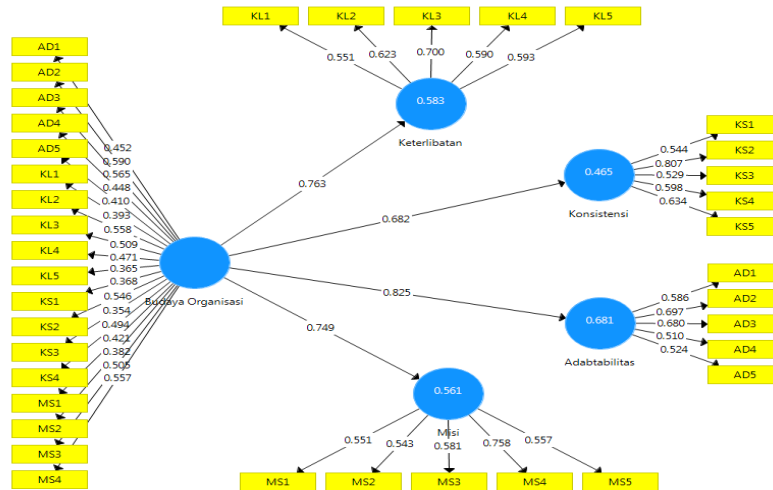 KL1 KL2 KL3 KL4 KL5
0.551 0.623 0.700 0.590 0.593
0.583
Keterlibatan
AD1
AD2
AD3
AD4
AD5
KL1
KL2
KL3
KL4
KL5
KS1
KS2
KS3
KS4
MS1
MS2
MS3
MS4
0.452
0.590
0.565
0.448
0.410
0.393
0.558
0.509
0.471
0.365
0.368
0.546
0.354
0.494
0.421
0.382
0.505
0.557
Budaya Organisasi
0.763
0.682
0.825
0.749
0.465
Konsistensi
0.544
0.807
0.529
0.598
0.634
KS1
KS2
KS3
KS4
KS5
0.681
Adabtabilitas
0.586
0.697
0.680
0.510
0.524
AD1
AD2
AD3
AD4
AD5
0.561
Misi
0.551 0.543 0.581 0.758 0.557
MS1 MS2 MS3 MS4 MS5